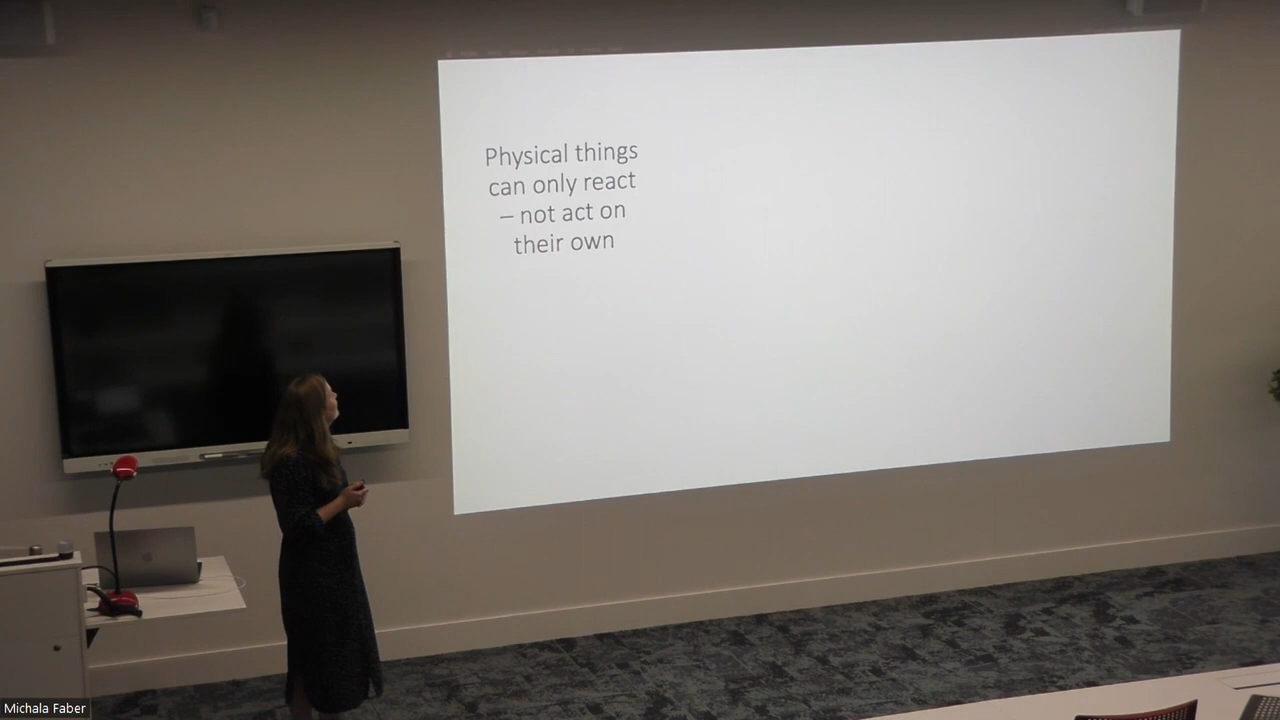 Physical things
can only react
– not act on
their own
Michala Faber